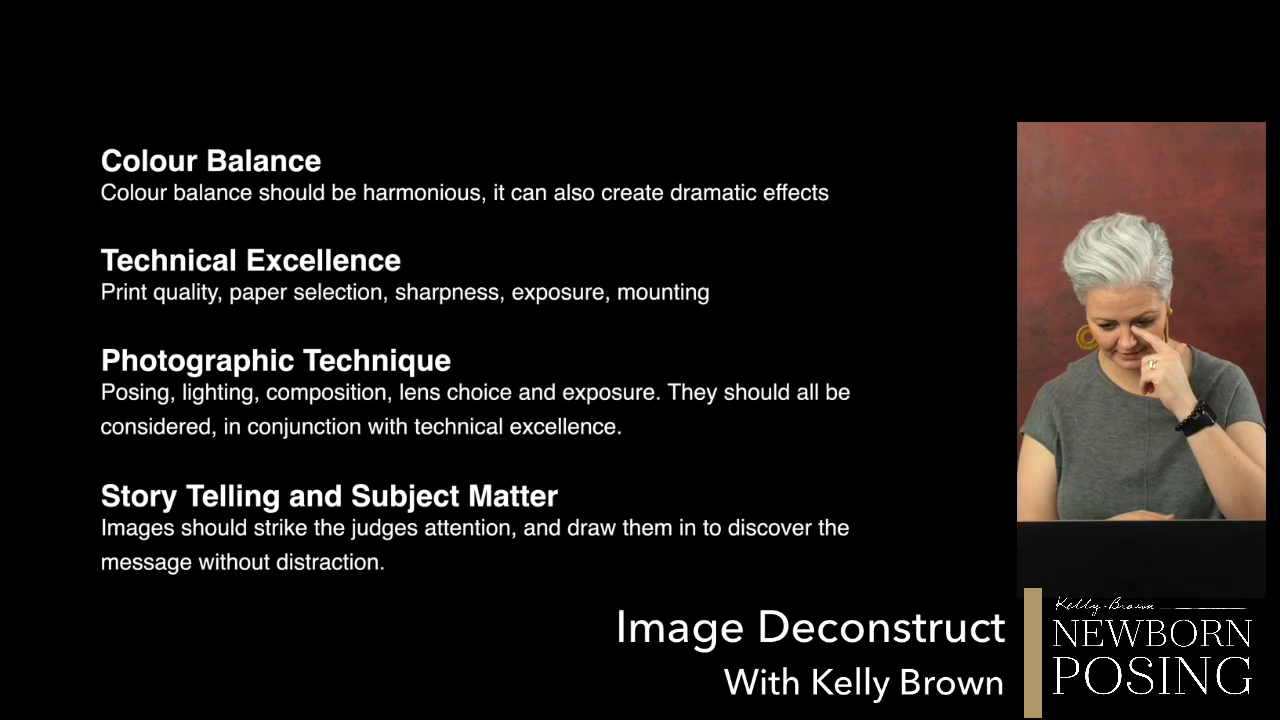 Colour Balance
Colour balance should be harmonious, it can also create dramatic effects
Technical Excellence
Print quality, paper selection, sharpness, exposure, mounting
Photographic Technique
Posing, lighting, composition, lens choice and exposure. They should all be
considered, in conjunction with technical excellence.
Story Telling and Subject Matter
Images should strike the judges attention, and draw them in to discover the
message without distraction.
Image Deconstruct
With Kelly Brown
Kelly Brown
NEWBORN
POSING